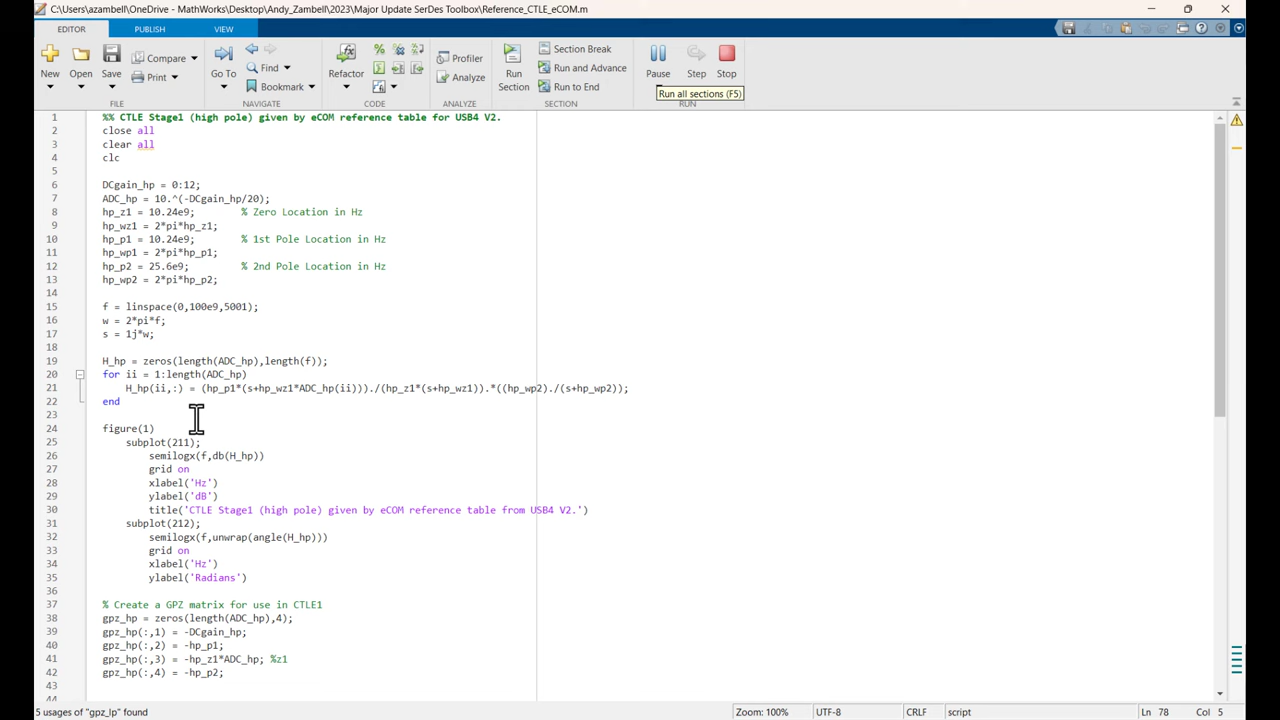 C:\Users\azambell\OneDrive - MathWorks\Desktop\Andy_Zambell\2023\Major Update SerDes Toolbox\Reference_CTLE_eCOM.m
EDITOR PUBLISH VIEW
New Open Save Compare Print Go To Find Bookmark Refactor Profiler Analyze Run Section Section Break Run and Advance Run to End Pause Step Stop
Run all sections (F5)
FILE NAVIGATE CODE ANALYZE SECTION RUN
1 %% CTLE Stage1 (high pole) given by eCOM reference table for USB4 V2.
2 close all
3 clear all
4 clc
5
6 DCgain_hp = 0:12;
7 ADC_hp = 10.^(-DCgain_hp/20);
8 hp_z1 = 10.24e9; % Zero Location in Hz
9 hp_wz1 = 2*pi*hp_z1;
10 hp_p1 = 10.24e9; % 1st Pole Location in Hz
11 hp_wp1 = 2*pi*hp_p1;
12 hp_p2 = 25.6e9; % 2nd Pole Location in Hz
13 hp_wp2 = 2*pi*hp_p2;
14
15 f = linspace(0,100e9,5001);
16 w = 2*pi*f;
17 s = 1j*w;
18
19 H_hp = zeros(length(ADC_hp),length(f));
20 for ii = 1:length(ADC_hp)
21 H_hp(ii,:) = (hp_p1*(s+hp_wz1*ADC_hp(ii)))./(hp_z1*(s+hp_wz1)).*((hp_wp2)./(s+hp_wp2));
22 end
23
24 figure(1)
25 subplot(211);
26 semilogx(f,db(H_hp))
27 grid on
28 xlabel('Hz')
29 ylabel('dB')
30 title('CTLE Stage1 (high pole) given by eCOM reference table from USB4 V2.')
31 subplot(212);
32 semilogx(f,unwrap(angle(H_hp)))
33 grid on
34 xlabel('Hz')
35 ylabel('Radians')
36
37 % Create a GPZ matrix for use in CTLE1
38 gpz_hp = zeros(length(ADC_hp),4);
39 gpz_hp(:,1) = -DCgain_hp;
40 gpz_hp(:,2) = -hp_p1;
41 gpz_hp(:,3) = -hp_z1*ADC_hp; %z1
42 gpz_hp(:,4) = -hp_p2;
43
44
5 usages of "gpz_lp" found Zoom: 100% UTF-8 CRLF script Ln 78 Col 5